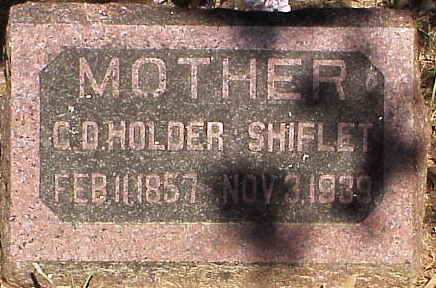 MOTHER
C.D.HOLDER SHIFLET
FEB.11,1857 NOV.3,1939